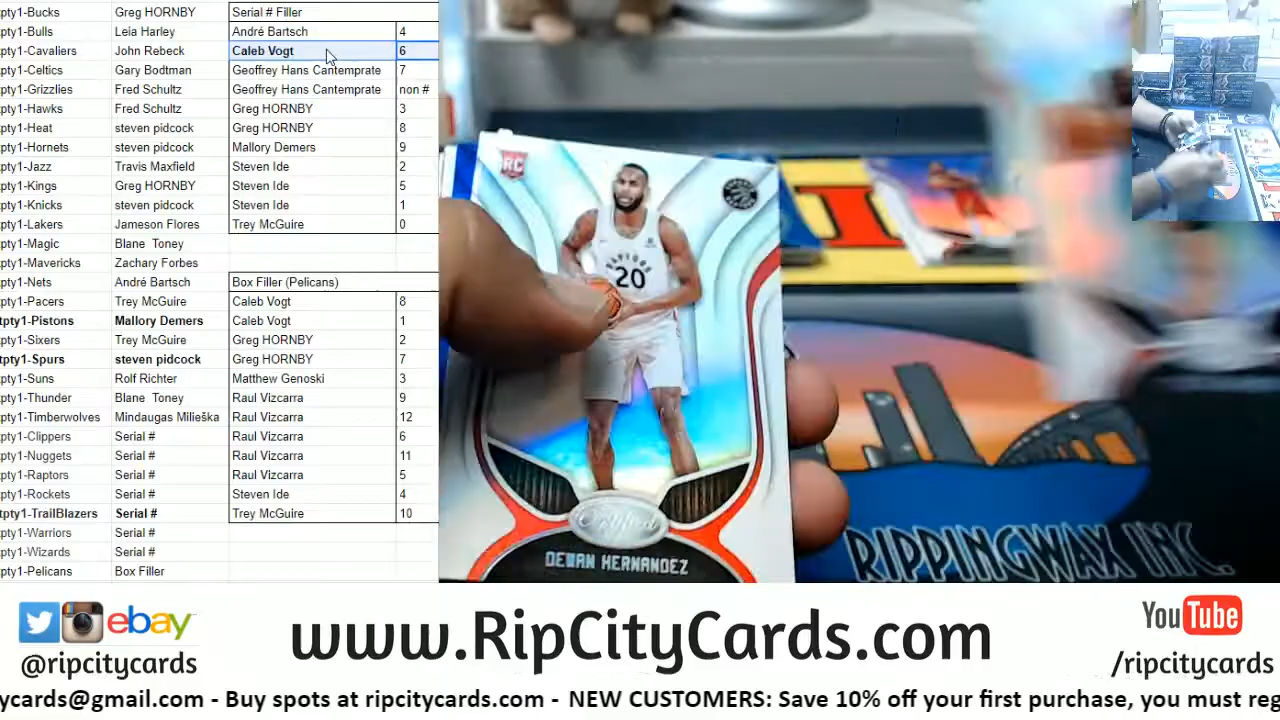 pty1-Bucks Greg HORNBY Serial # Filler
pty1-Bulls Leia Harley André Bartsch 4
pty1-Cavaliers John Rebeck Caleb Vogt 6
pty1-Celtics Gary Bodtman Geoffrey Hans Cantemprate 7
pty1-Grizzlies Fred Schultz Geoffrey Hans Cantemprate non #
pty1-Hawks Fred Schultz Greg HORNBY 3
pty1-Heat steven pidcock Greg HORNBY 8
pty1-Hornets steven pidcock Mallory Demers 9
pty1-Jazz Travis Maxfield Steven Ide 2
pty1-Kings Greg HORNBY Steven Ide 5
pty1-Knicks steven pidcock Steven Ide 1
pty1-Lakers Jameson Flores Trey McGuire 0
pty1-Magic Blane Toney
pty1-Mavericks Zachary Forbes
pty1-Nets André Bartsch Box Filler (Pelicans)
pty1-Pacers Trey McGuire Caleb Vogt 8
tpty1-Pistons Mallory Demers Caleb Vogt 1
pty1-Sixers Trey McGuire Greg HORNBY 2
tpty1-Spurs steven pidcock Greg HORNBY 7
pty1-Suns Rolf Richter Matthew Genoski 3
pty1-Thunder Blane Toney Raul Vizcarra 9
pty1-Timberwolves Mindaugas Milieška Raul Vizcarra 12
pty1-Clippers Serial # Raul Vizcarra 6
pty1-Nuggets Serial # Raul Vizcarra 11
pty1-Raptors Serial # Raul Vizcarra 5
pty1-Rockets Serial # Steven Ide 4
tpty1-TrailBlazers Serial # Trey McGuire 10
pty1-Warriors Serial #
pty1-Wizards Serial #
pty1-Pelicans Box Filler
RC
RAPTORS
20
Certified
DEWAN HERNANDEZ
RIPPINGWAX INC.
ebay
@ripcitycards
www.RipCityCards.com
YouTube
/ripcitycards
ycards@gmail.com - Buy spots at ripcitycards.com - NEW CUSTOMERS: Save 10% off your first purchase, you must reg